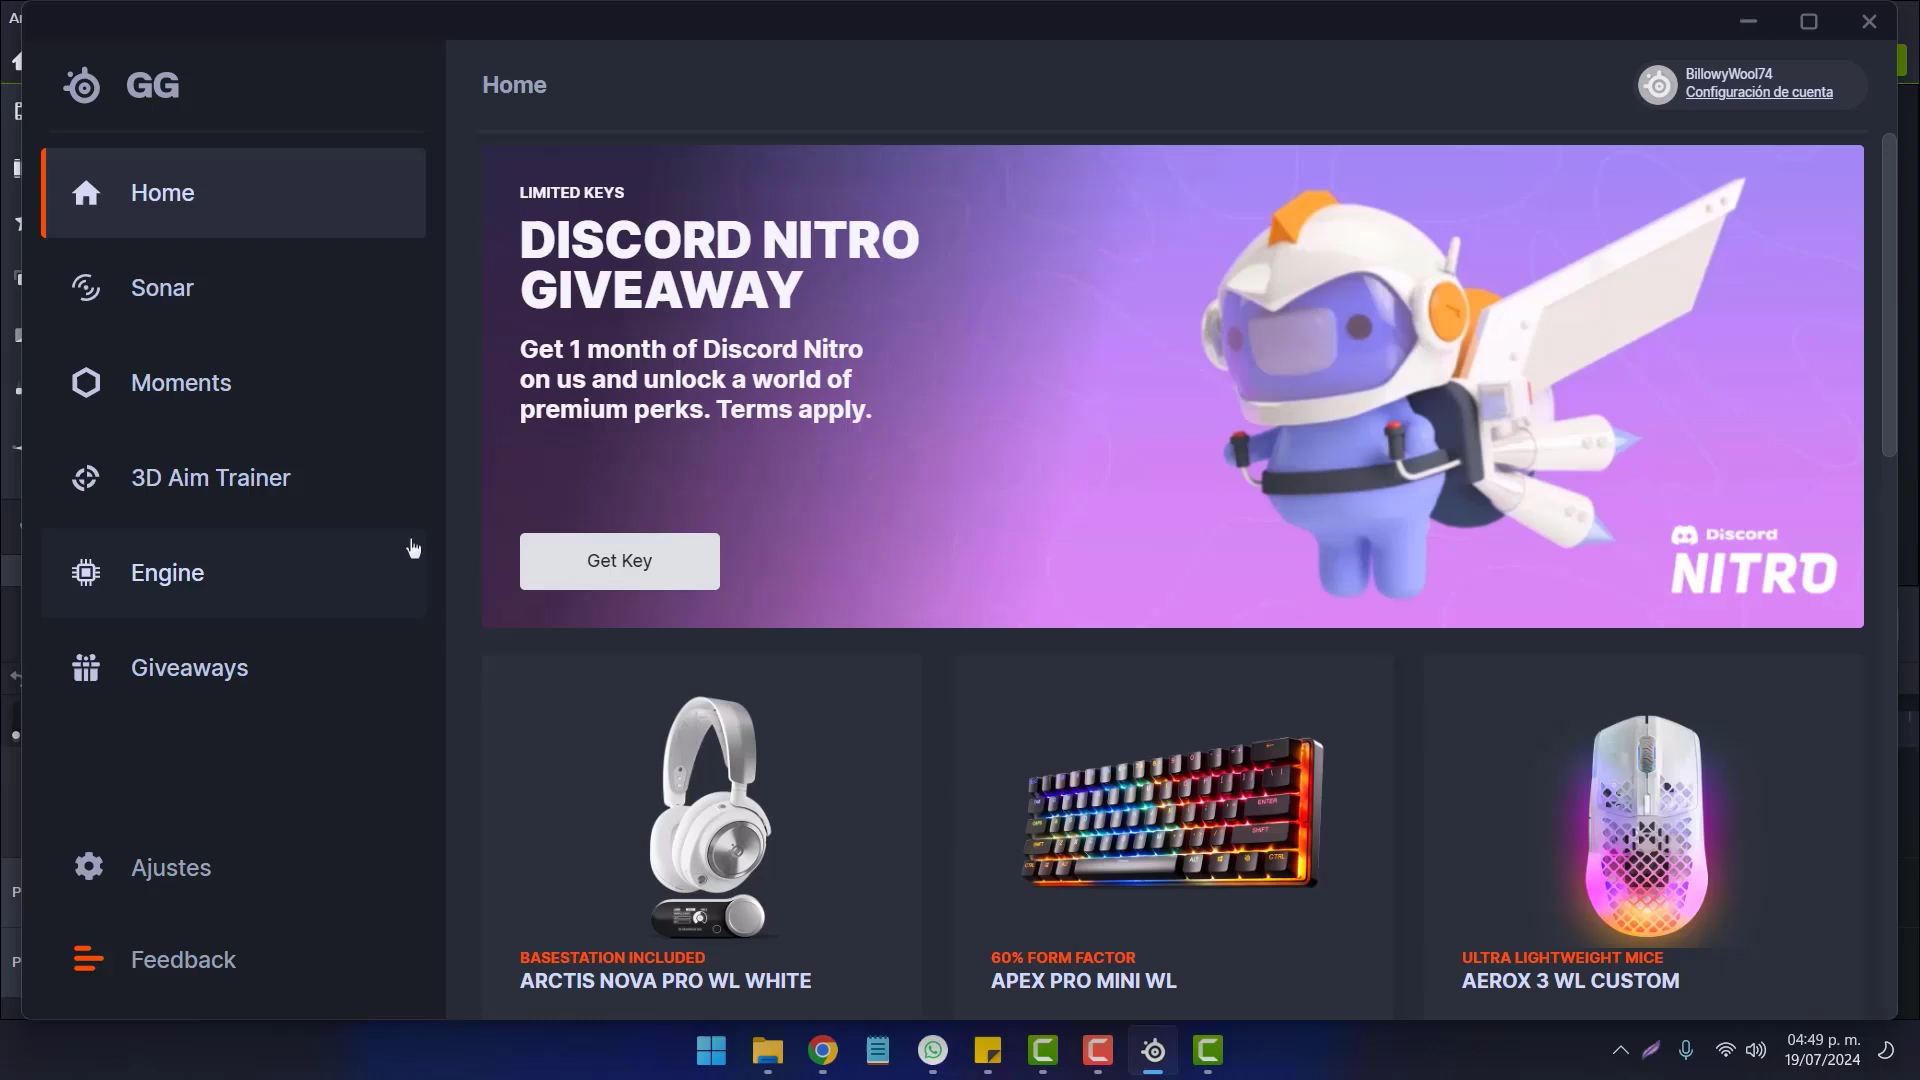 GG
Home
BillowyWool74
Configuración de cuenta
Home
Sonar
Moments
3D Aim Trainer
Engine
Giveaways
Ajustes
Feedback
LIMITED KEYS
DISCORD NITRO
GIVEAWAY
Get 1 month of Discord Nitro
on us and unlock a world of
premium perks. Terms apply.
Get Key
Discord
NITRO
ENTER
SHIFT
BASESTATION INCLUDED
ARCTIS NOVA PRO WL WHITE
60% FORM FACTOR
APEX PRO MINI WL
ULTRA LIGHTWEIGHT MICE
AEROX 3 WL CUSTOM
04:49 p. m.
19/07/2024